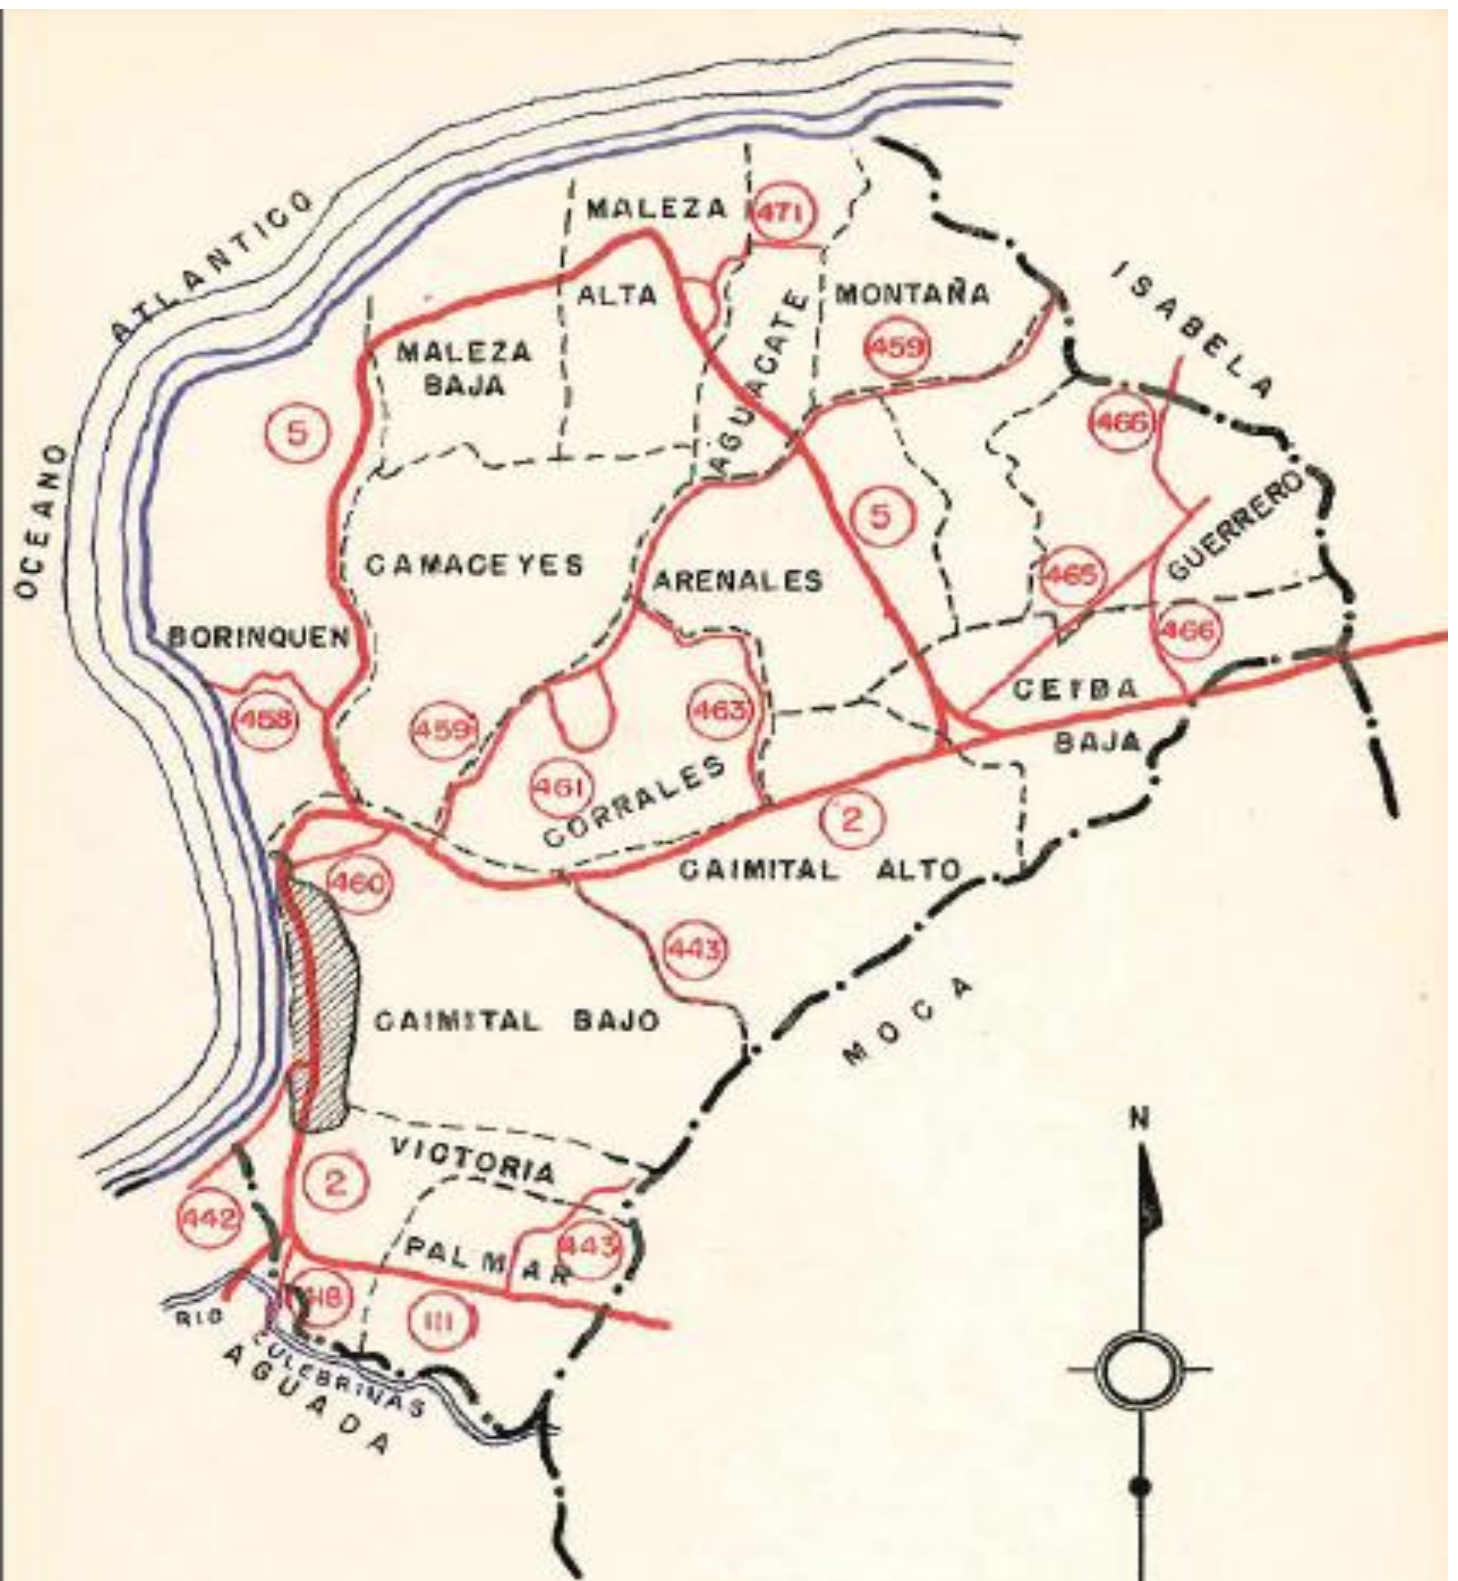 OCEANO ATLANTICO
MALEZA
471
ALTA
AGUACATE
MONTAÑA
ISABELA
459
MALEZA
BAJA
5
466
GUERRERO
5
CAMACEYES
ARENALES
465
BORINQUEN
466
458
459
463
CEIBA
BAJA
461
CORRALES
2
460
CAIMITAL ALTO
443
CAIMITAL BAJO
MOCA
N
VICTORIA
2
442
PALMAR
443
418
111
RIO CULEBRINAS
AGUADA